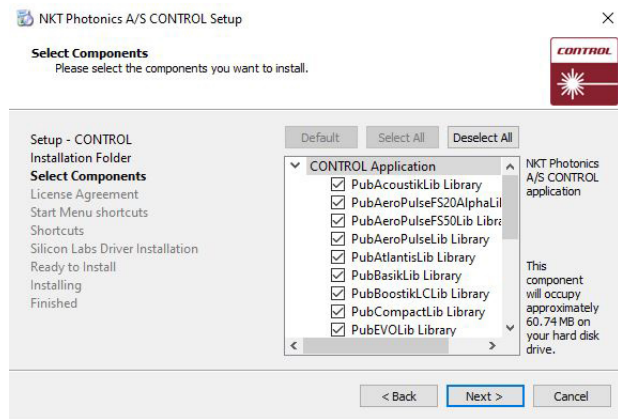 NKT Photonics A/S CONTROL Setup
Select Components
Please select the components you want to install.
CONTROL
Setup - CONTROL
Installation Folder
Select Components
License Agreement
Start Menu shortcuts
Shortcuts
Silicon Labs Driver Installation
Ready to Install
Installing
Finished
Default
Select All
Deselect All
CONTROL Application
PubAcoustikLib Library
PubAeroPulseFS20AlphaLi
PubAeroPulseFS50Lib Libra
PubAeroPulseLib Library
PubAtlantisLib Library
PubBasikLib Library
PubBoostikLCLib Library
PubCompactLib Library
PubEVOLib Library
NKT Photonics
A/S CONTROL
application
This
component
will occupy
approximately
60.74 MB on
your hard disk
drive.
< Back
Next >
Cancel